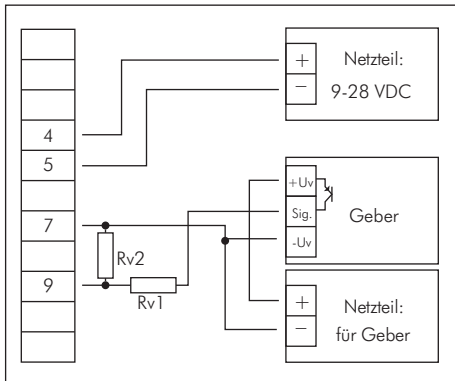 +
Netzteil:
−
9-28 VDC
4
5
+Uv
Sig.
Geber
-Uv
7
Rv2
9
Rv1
+
Netzteil:
−
für Geber